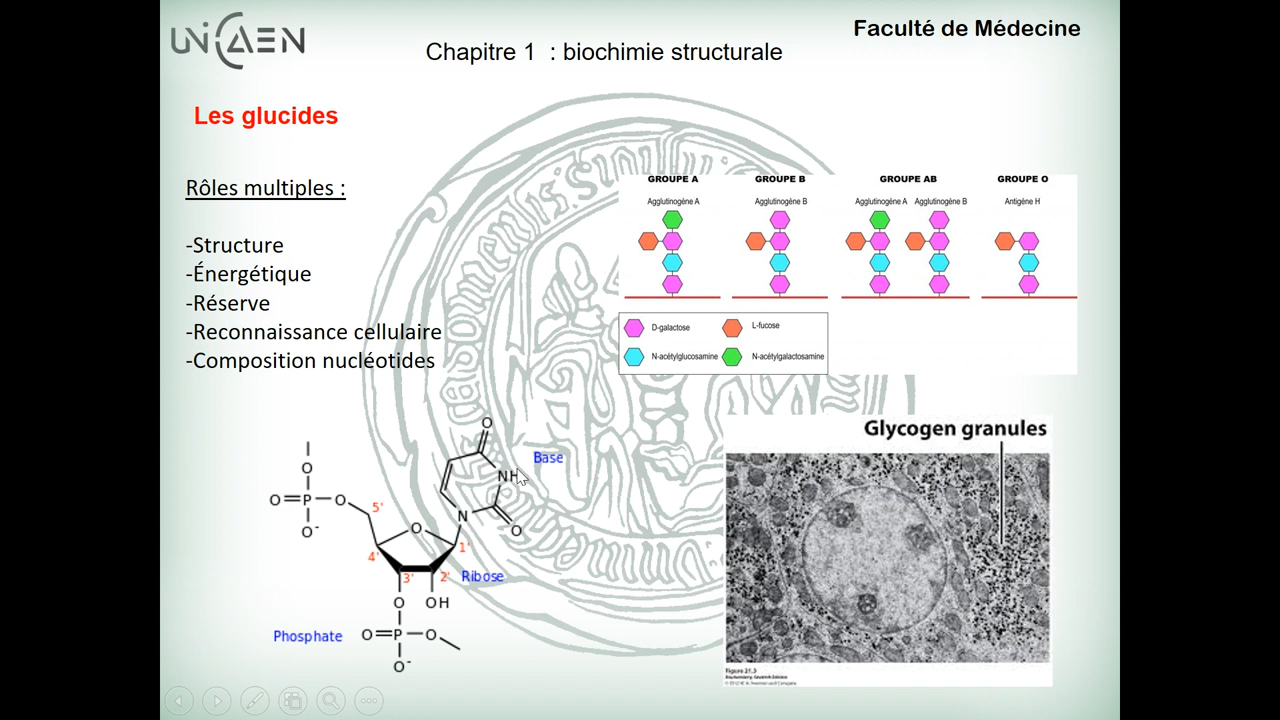 UNICAEN
Faculté de Médecine
Chapitre 1 : biochimie structurale
Les glucides
Rôles multiples :
-Structure
-Énergétique
-Réserve
-Reconnaissance cellulaire
-Composition nucléotides
GROUPE A GROUPE B GROUPE AB GROUPE O
Agglutinogène A Agglutinogène B Agglutinogène A Agglutinogène B Antigène H
D-galactose L-fucose
N-acétylglucosamine N-acétylgalactosamine
O
Base
NH
O
O=P-O
5'
N
O
O
O-
4'
1'
3'
2'
Ribose
O
OH
Phosphate
O=P-O
O-
Glycogen granules
Figure 21.3